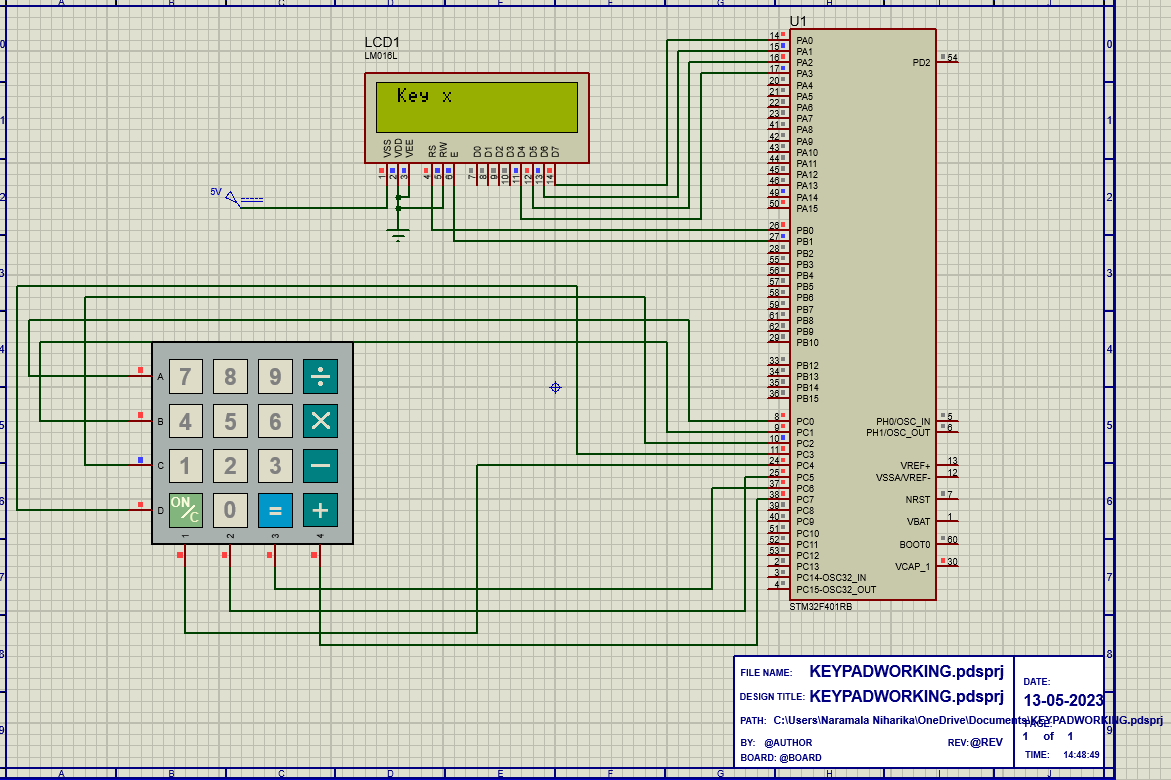 A B C D E F G H I J
LCD1
LM016L
Key x
VSS VDD VEE RS RW E D0 D1 D2 D3 D4 D5 D6 D7
1 2 3 4 5 6 7 8 9 10 11 12 13 14
5V
U1
14 PA0
15 PA1
16 PA2
17 PA3
20 PA4
21 PA5
22 PA6
23 PA7
41 PA8
42 PA9
43 PA10
44 PA11
45 PA12
46 PA13
49 PA14
50 PA15
26 PB0
27 PB1
28 PB2
55 PB3
56 PB4
57 PB5
58 PB6
59 PB7
61 PB8
62 PB9
29 PB10
33 PB12
34 PB13
35 PB14
36 PB15
8 PC0
9 PC1
10 PC2
11 PC3
24 PC4
25 PC5
37 PC6
38 PC7
39 PC8
40 PC9
51 PC10
52 PC11
53 PC12
2 PC13
3 PC14-OSC32_IN
4 PC15-OSC32_OUT
PD2 54
PH0/OSC_IN 5
PH1/OSC_OUT 6
VREF+ 13
VSSA/VREF- 12
NRST 7
VBAT 1
BOOT0 60
VCAP_1 30
STM32F401RB
A 7 8 9 ÷
B 4 5 6 ×
C 1 2 3 −
D ON/C 0 = +
1 2 3 4
0
1
2
3
4
5
6
7
8
9
0
1
2
3
4
5
6
7
8
9
FILE NAME: KEYPADWORKING.pdsprj
DESIGN TITLE: KEYPADWORKING.pdsprj
PATH: C:\Users\Naramala Niharika\OneDrive\Documents\KEYPADWORKING.pdsprj
BY: @AUTHOR REV:@REV
BOARD: @BOARD
DATE:
13-05-2023
PAGE:
1 of 1
TIME: 14:48:49
A B C D E F G H I J